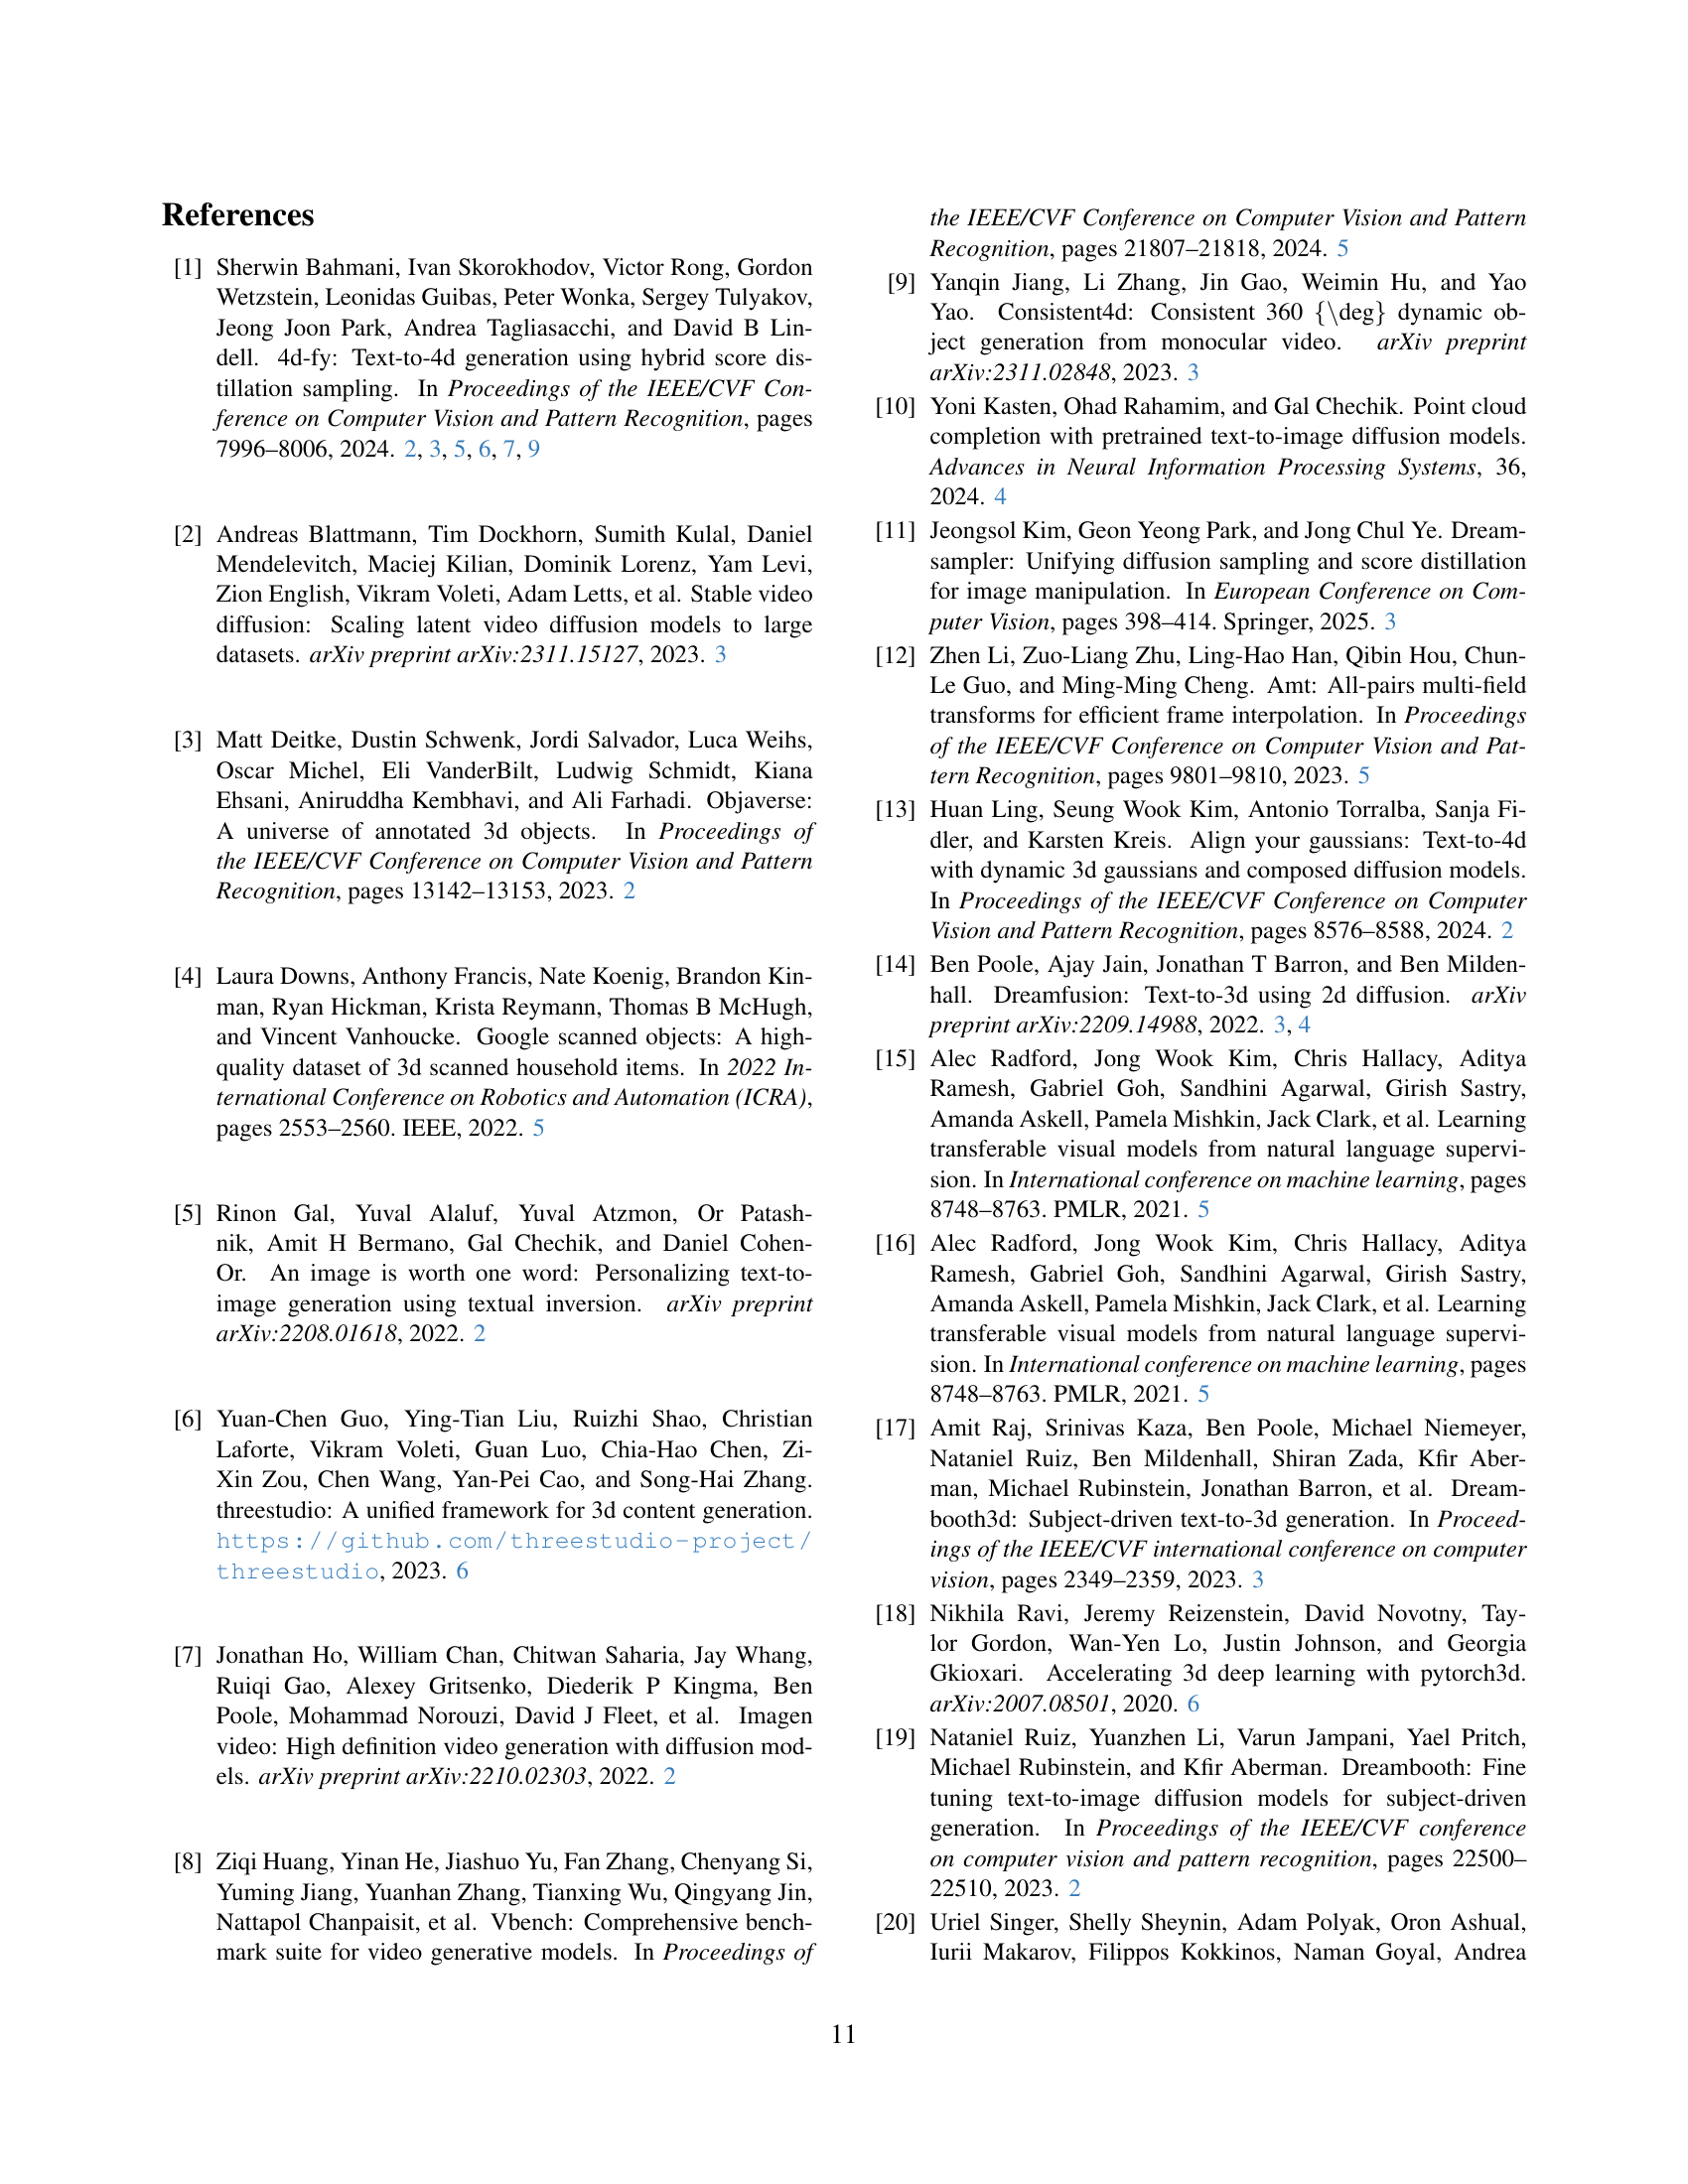 References
[1] Sherwin Bahmani, Ivan Skorokhodov, Victor Rong, Gordon
Wetzstein, Leonidas Guibas, Peter Wonka, Sergey Tulyakov,
Jeong Joon Park, Andrea Tagliasacchi, and David B Lin-
dell. 4d-fy: Text-to-4d generation using hybrid score dis-
tillation sampling. In Proceedings of the IEEE/CVF Con-
ference on Computer Vision and Pattern Recognition, pages
7996–8006, 2024. 2, 3, 5, 6, 7, 9
[2] Andreas Blattmann, Tim Dockhorn, Sumith Kulal, Daniel
Mendelevitch, Maciej Kilian, Dominik Lorenz, Yam Levi,
Zion English, Vikram Voleti, Adam Letts, et al. Stable video
diffusion: Scaling latent video diffusion models to large
datasets. arXiv preprint arXiv:2311.15127, 2023. 3
[3] Matt Deitke, Dustin Schwenk, Jordi Salvador, Luca Weihs,
Oscar Michel, Eli VanderBilt, Ludwig Schmidt, Kiana
Ehsani, Aniruddha Kembhavi, and Ali Farhadi. Objaverse:
A universe of annotated 3d objects. In Proceedings of
the IEEE/CVF Conference on Computer Vision and Pattern
Recognition, pages 13142–13153, 2023. 2
[4] Laura Downs, Anthony Francis, Nate Koenig, Brandon Kin-
man, Ryan Hickman, Krista Reymann, Thomas B McHugh,
and Vincent Vanhoucke. Google scanned objects: A high-
quality dataset of 3d scanned household items. In 2022 In-
ternational Conference on Robotics and Automation (ICRA),
pages 2553–2560. IEEE, 2022. 5
[5] Rinon Gal, Yuval Alaluf, Yuval Atzmon, Or Patash-
nik, Amit H Bermano, Gal Chechik, and Daniel Cohen-
Or. An image is worth one word: Personalizing text-to-
image generation using textual inversion. arXiv preprint
arXiv:2208.01618, 2022. 2
[6] Yuan-Chen Guo, Ying-Tian Liu, Ruizhi Shao, Christian
Laforte, Vikram Voleti, Guan Luo, Chia-Hao Chen, Zi-
Xin Zou, Chen Wang, Yan-Pei Cao, and Song-Hai Zhang.
threestudio: A unified framework for 3d content generation.
https://github.com/threestudio-project/
threestudio, 2023. 6
[7] Jonathan Ho, William Chan, Chitwan Saharia, Jay Whang,
Ruiqi Gao, Alexey Gritsenko, Diederik P Kingma, Ben
Poole, Mohammad Norouzi, David J Fleet, et al. Imagen
video: High definition video generation with diffusion mod-
els. arXiv preprint arXiv:2210.02303, 2022. 2
[8] Ziqi Huang, Yinan He, Jiashuo Yu, Fan Zhang, Chenyang Si,
Yuming Jiang, Yuanhan Zhang, Tianxing Wu, Qingyang Jin,
Nattapol Chanpaisit, et al. Vbench: Comprehensive bench-
mark suite for video generative models. In Proceedings of
the IEEE/CVF Conference on Computer Vision and Pattern
Recognition, pages 21807–21818, 2024. 5
[9] Yanqin Jiang, Li Zhang, Jin Gao, Weimin Hu, and Yao
Yao. Consistent4d: Consistent 360 {\deg} dynamic ob-
ject generation from monocular video. arXiv preprint
arXiv:2311.02848, 2023. 3
[10] Yoni Kasten, Ohad Rahamim, and Gal Chechik. Point cloud
completion with pretrained text-to-image diffusion models.
Advances in Neural Information Processing Systems, 36,
2024. 4
[11] Jeongsol Kim, Geon Yeong Park, and Jong Chul Ye. Dream-
sampler: Unifying diffusion sampling and score distillation
for image manipulation. In European Conference on Com-
puter Vision, pages 398–414. Springer, 2025. 3
[12] Zhen Li, Zuo-Liang Zhu, Ling-Hao Han, Qibin Hou, Chun-
Le Guo, and Ming-Ming Cheng. Amt: All-pairs multi-field
transforms for efficient frame interpolation. In Proceedings
of the IEEE/CVF Conference on Computer Vision and Pat-
tern Recognition, pages 9801–9810, 2023. 5
[13] Huan Ling, Seung Wook Kim, Antonio Torralba, Sanja Fi-
dler, and Karsten Kreis. Align your gaussians: Text-to-4d
with dynamic 3d gaussians and composed diffusion models.
In Proceedings of the IEEE/CVF Conference on Computer
Vision and Pattern Recognition, pages 8576–8588, 2024. 2
[14] Ben Poole, Ajay Jain, Jonathan T Barron, and Ben Milden-
hall. Dreamfusion: Text-to-3d using 2d diffusion. arXiv
preprint arXiv:2209.14988, 2022. 3, 4
[15] Alec Radford, Jong Wook Kim, Chris Hallacy, Aditya
Ramesh, Gabriel Goh, Sandhini Agarwal, Girish Sastry,
Amanda Askell, Pamela Mishkin, Jack Clark, et al. Learning
transferable visual models from natural language supervi-
sion. In International conference on machine learning, pages
8748–8763. PMLR, 2021. 5
[16] Alec Radford, Jong Wook Kim, Chris Hallacy, Aditya
Ramesh, Gabriel Goh, Sandhini Agarwal, Girish Sastry,
Amanda Askell, Pamela Mishkin, Jack Clark, et al. Learning
transferable visual models from natural language supervi-
sion. In International conference on machine learning, pages
8748–8763. PMLR, 2021. 5
[17] Amit Raj, Srinivas Kaza, Ben Poole, Michael Niemeyer,
Nataniel Ruiz, Ben Mildenhall, Shiran Zada, Kfir Aber-
man, Michael Rubinstein, Jonathan Barron, et al. Dream-
booth3d: Subject-driven text-to-3d generation. In Proceed-
ings of the IEEE/CVF international conference on computer
vision, pages 2349–2359, 2023. 3
[18] Nikhila Ravi, Jeremy Reizenstein, David Novotny, Tay-
lor Gordon, Wan-Yen Lo, Justin Johnson, and Georgia
Gkioxari. Accelerating 3d deep learning with pytorch3d.
arXiv:2007.08501, 2020. 6
[19] Nataniel Ruiz, Yuanzhen Li, Varun Jampani, Yael Pritch,
Michael Rubinstein, and Kfir Aberman. Dreambooth: Fine
tuning text-to-image diffusion models for subject-driven
generation. In Proceedings of the IEEE/CVF conference
on computer vision and pattern recognition, pages 22500–
22510, 2023. 2
[20] Uriel Singer, Shelly Sheynin, Adam Polyak, Oron Ashual,
Iurii Makarov, Filippos Kokkinos, Naman Goyal, Andrea
11